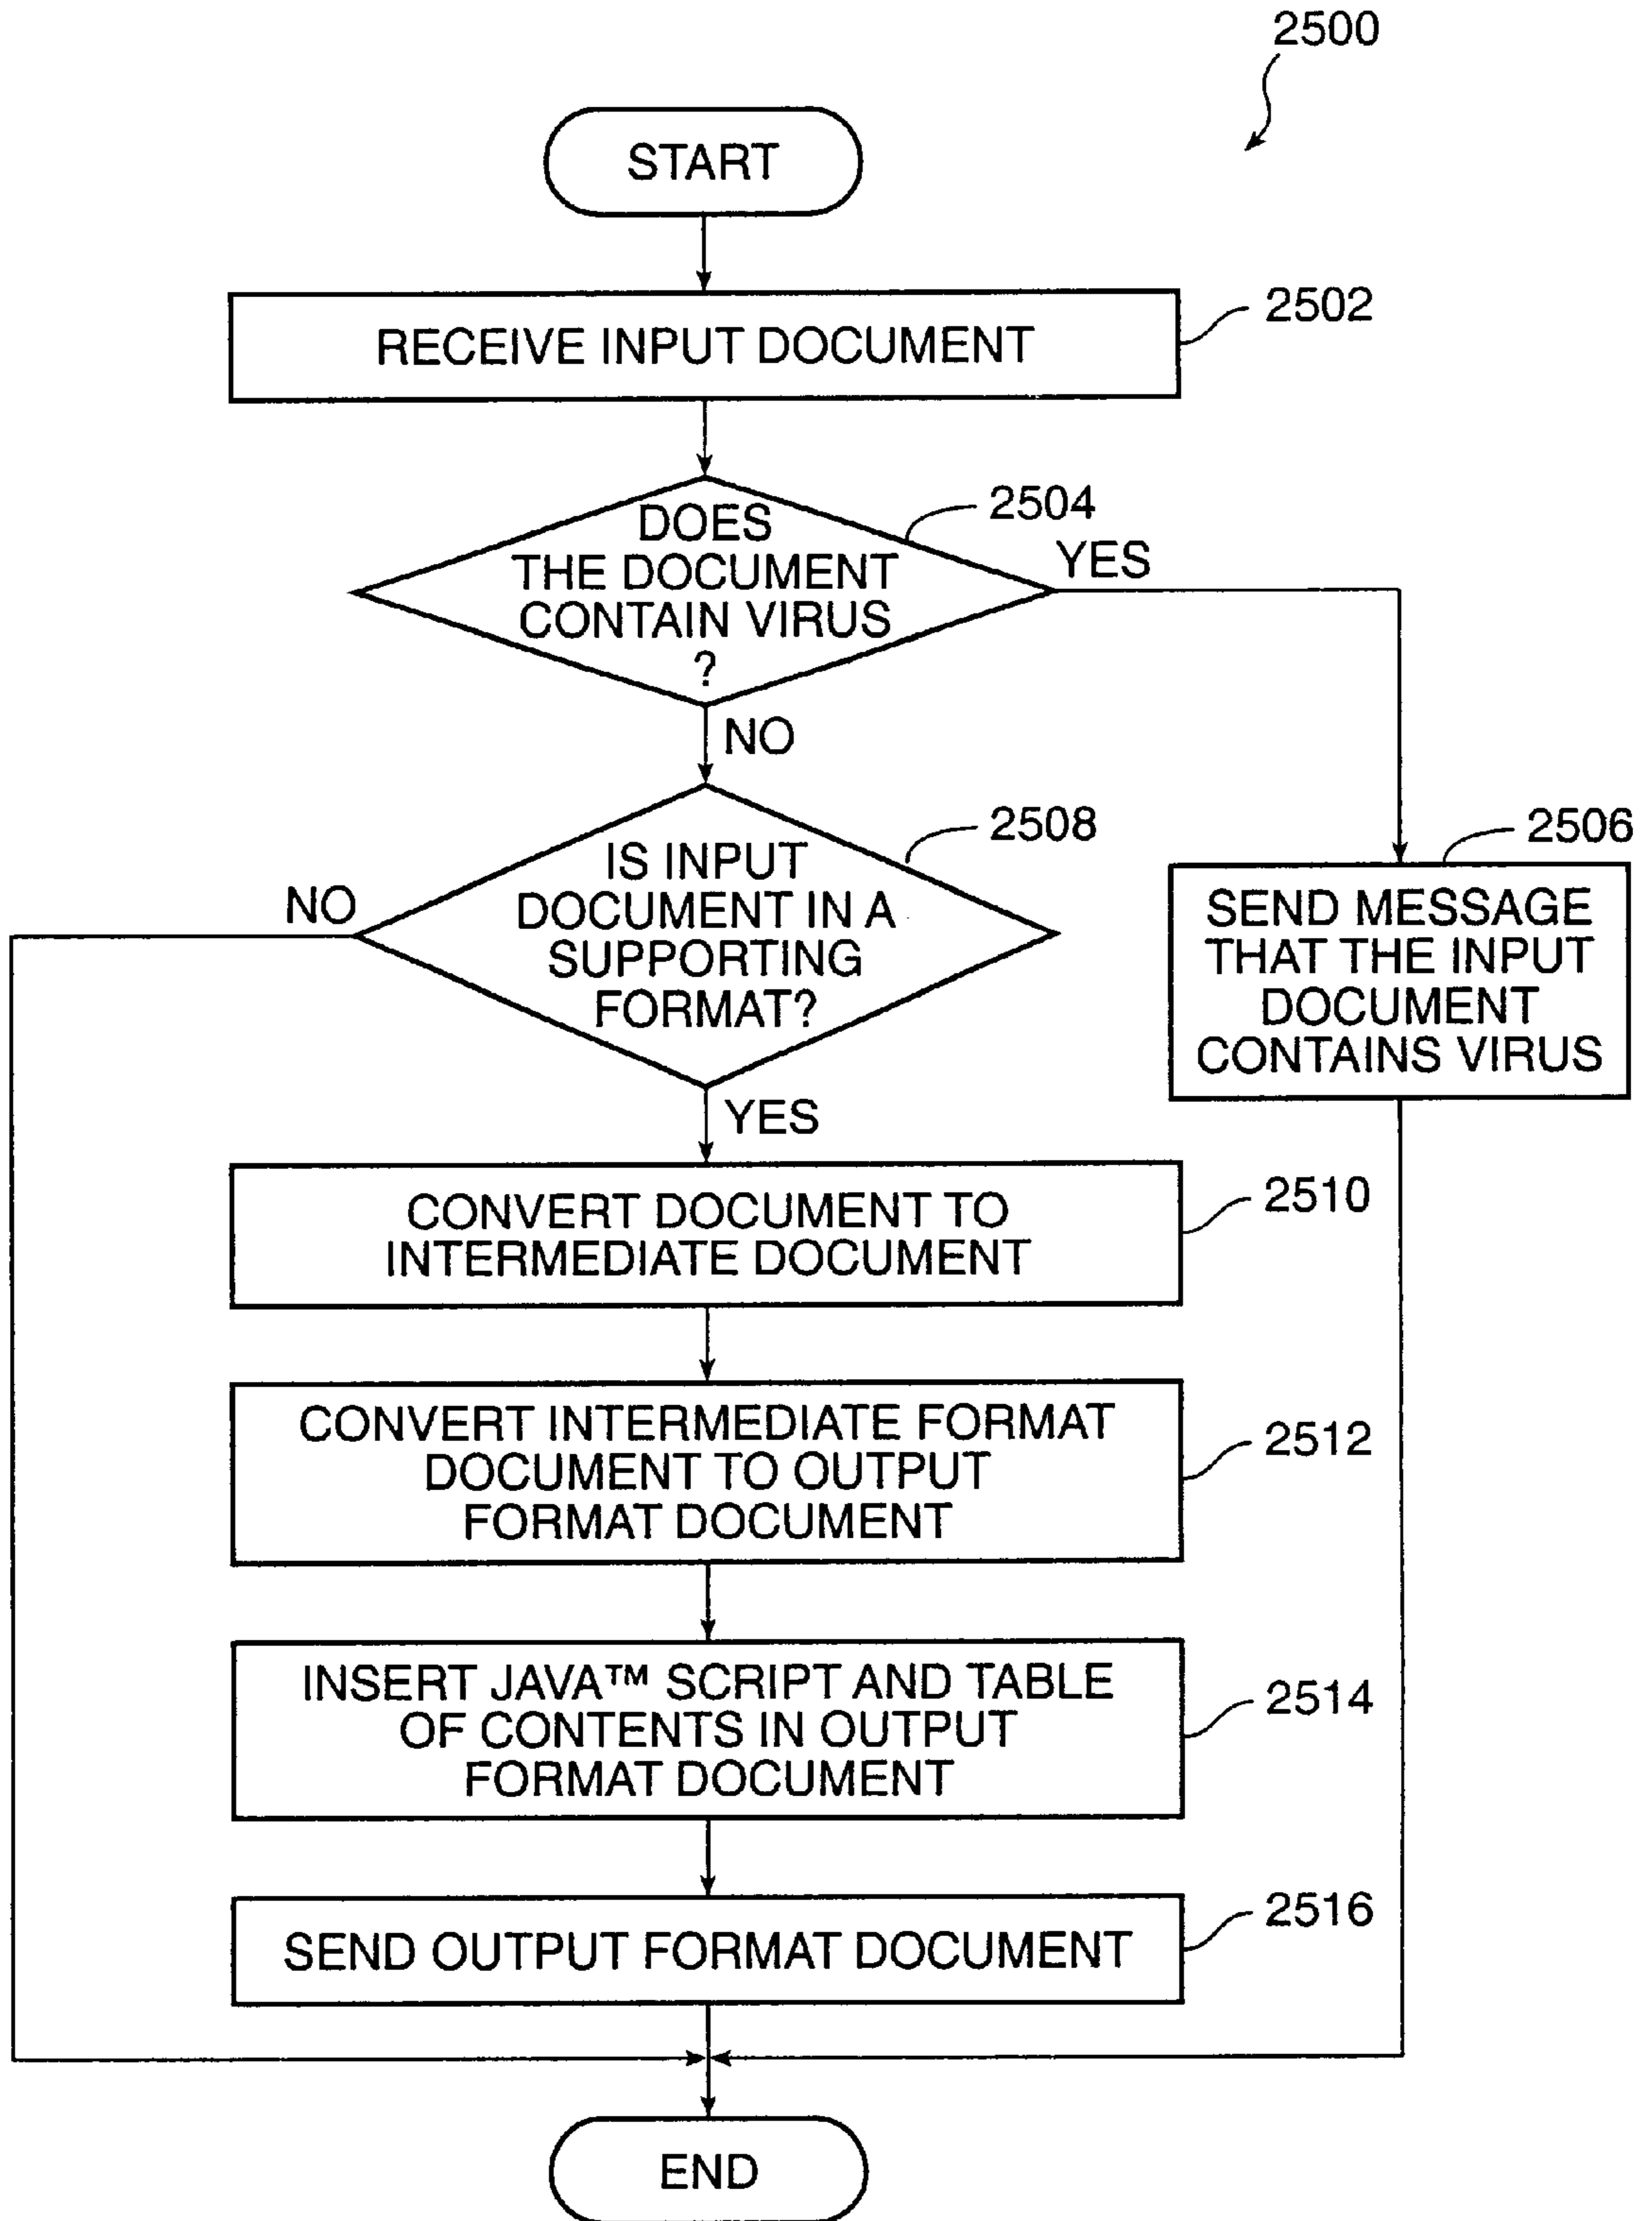 2500
START
RECEIVE INPUT DOCUMENT
2502
DOES
THE DOCUMENT
CONTAIN VIRUS
?
2504
YES
NO
IS INPUT
DOCUMENT IN A
SUPPORTING
FORMAT?
2508
NO
YES
2506
SEND MESSAGE
THAT THE INPUT
DOCUMENT
CONTAINS VIRUS
CONVERT DOCUMENT TO
INTERMEDIATE DOCUMENT
2510
CONVERT INTERMEDIATE FORMAT
DOCUMENT TO OUTPUT
FORMAT DOCUMENT
2512
INSERT JAVA™ SCRIPT AND TABLE
OF CONTENTS IN OUTPUT
FORMAT DOCUMENT
2514
SEND OUTPUT FORMAT DOCUMENT
2516
END